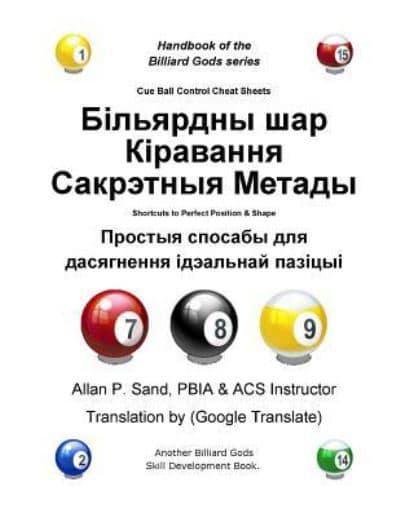 1
Handbook of the
Billiard Gods series
15
Cue Ball Control Cheat Sheets
Більярдны шар
Кіравання
Сакрэтныя Метады
Shortcuts to Perfect Position & Shape
Простыя спосабы для
дасягнення ідэальнай пазіцыі
7 8 9
Allan P. Sand, PBIA & ACS Instructor
Translation by (Google Translate)
2
Another Billiard Gods
Skill Development Book.
14